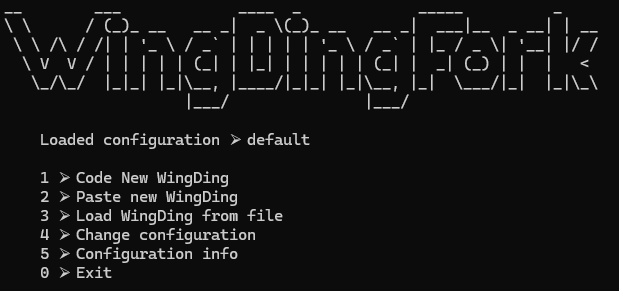 WingDingFork
Loaded configuration ➢ default
1 ➢ Code New WingDing
2 ➢ Paste new WingDing
3 ➢ Load WingDing from file
4 ➢ Change configuration
5 ➢ Configuration info
0 ➢ Exit